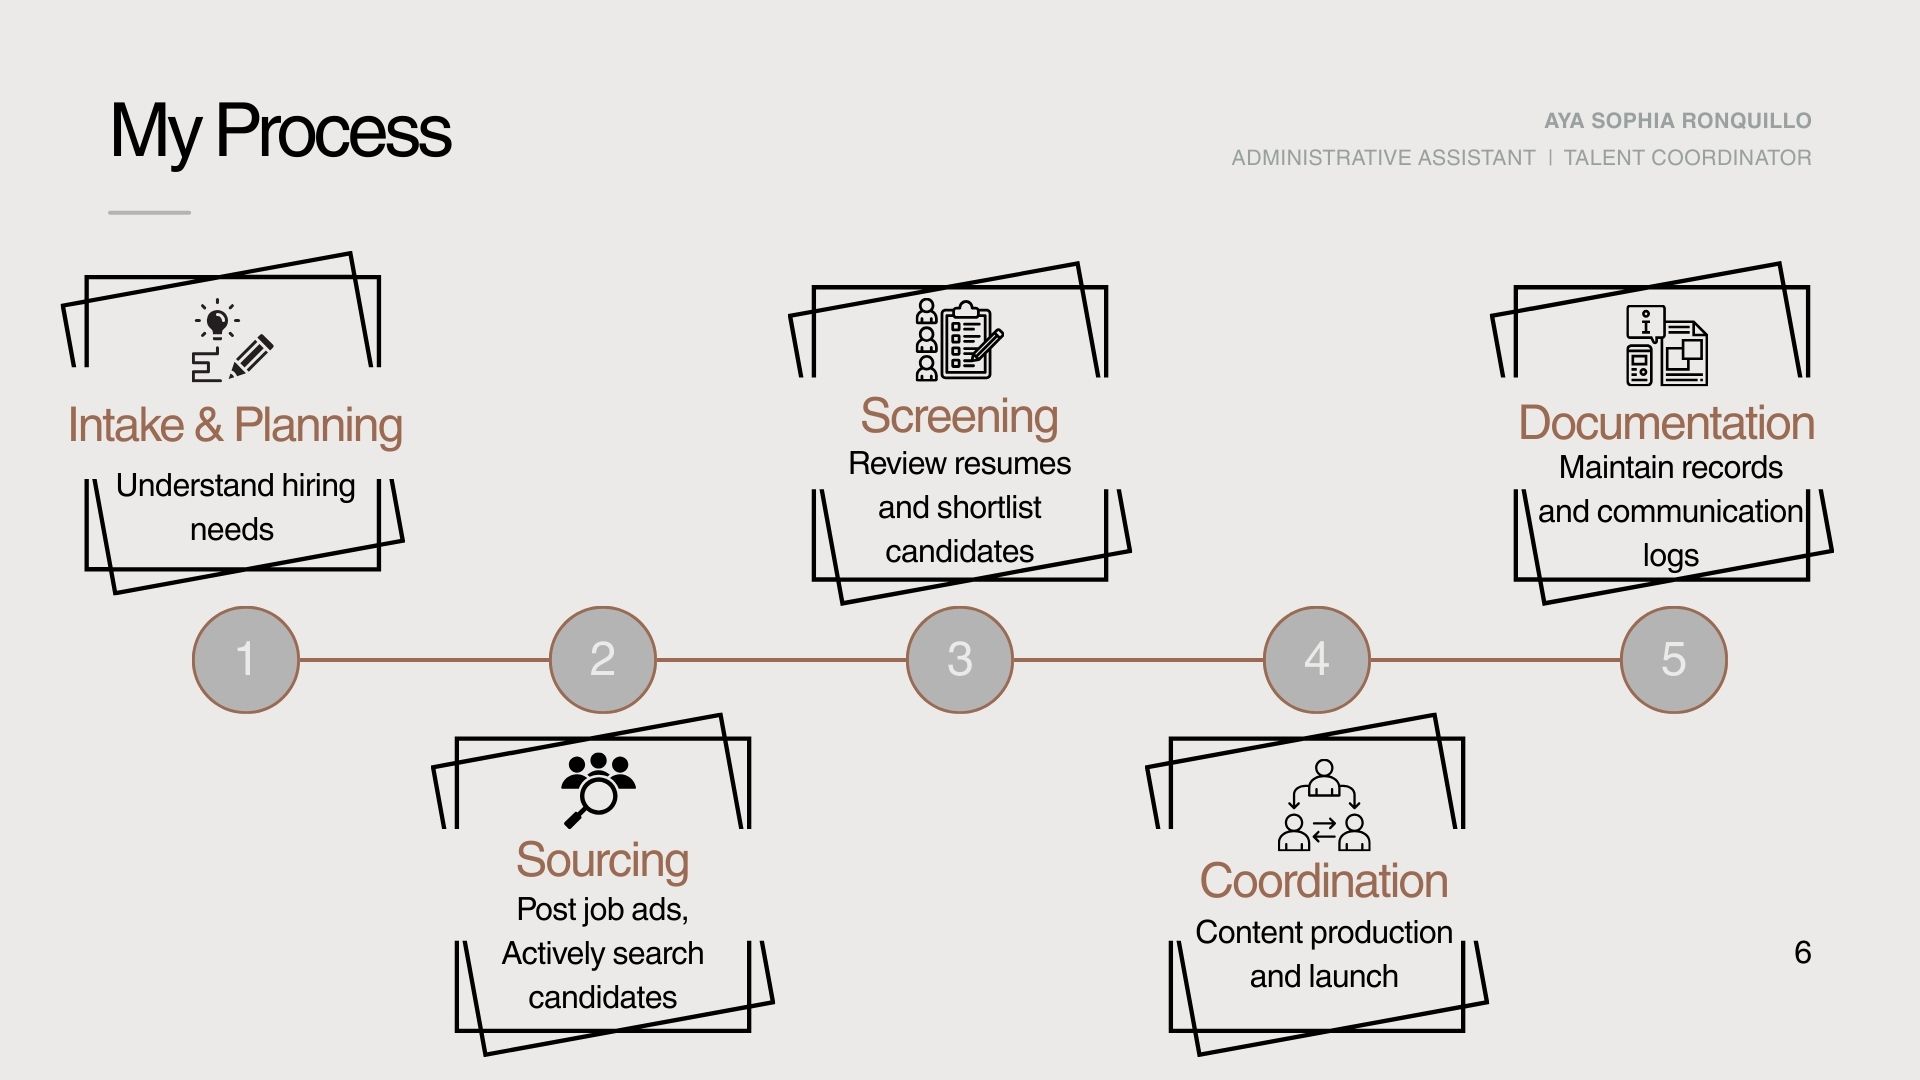 My Process
AYA SOPHIA RONQUILLO
ADMINISTRATIVE ASSISTANT | TALENT COORDINATOR
Intake & Planning
Understand hiring
needs
Screening
Review resumes
and shortlist
candidates
i
Documentation
Maintain records
and communication
logs
1
2
3
4
5
Sourcing
Post job ads,
Actively search
candidates
Coordination
Content production
and launch
6